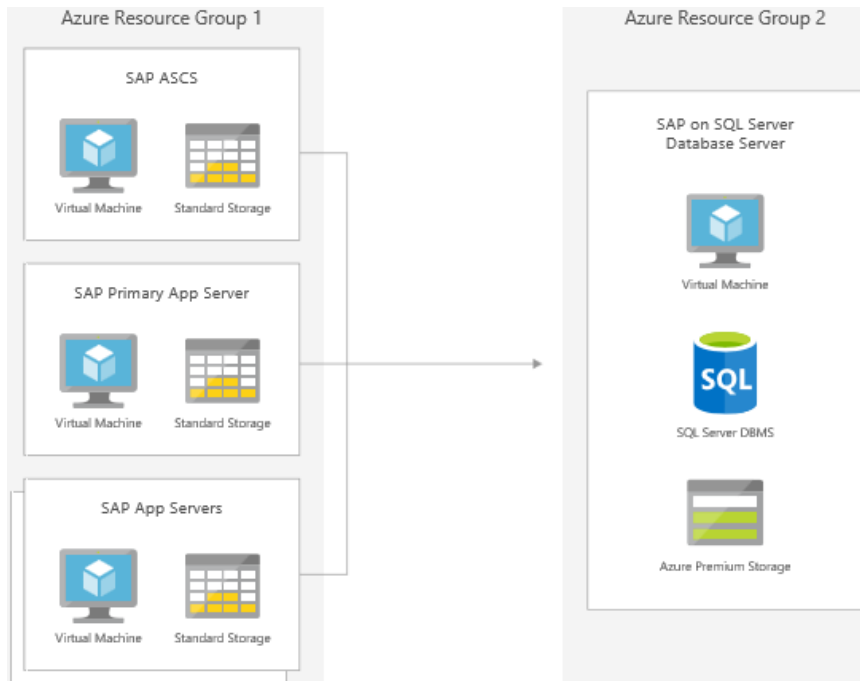 Azure Resource Group 1
SAP ASCS
Virtual Machine
Standard Storage
SAP Primary App Server
Virtual Machine
Standard Storage
SAP App Servers
Virtual Machine
Standard Storage
Azure Resource Group 2
SAP on SQL Server
Database Server
Virtual Machine
SQL
SQL Server DBMS
Azure Premium Storage